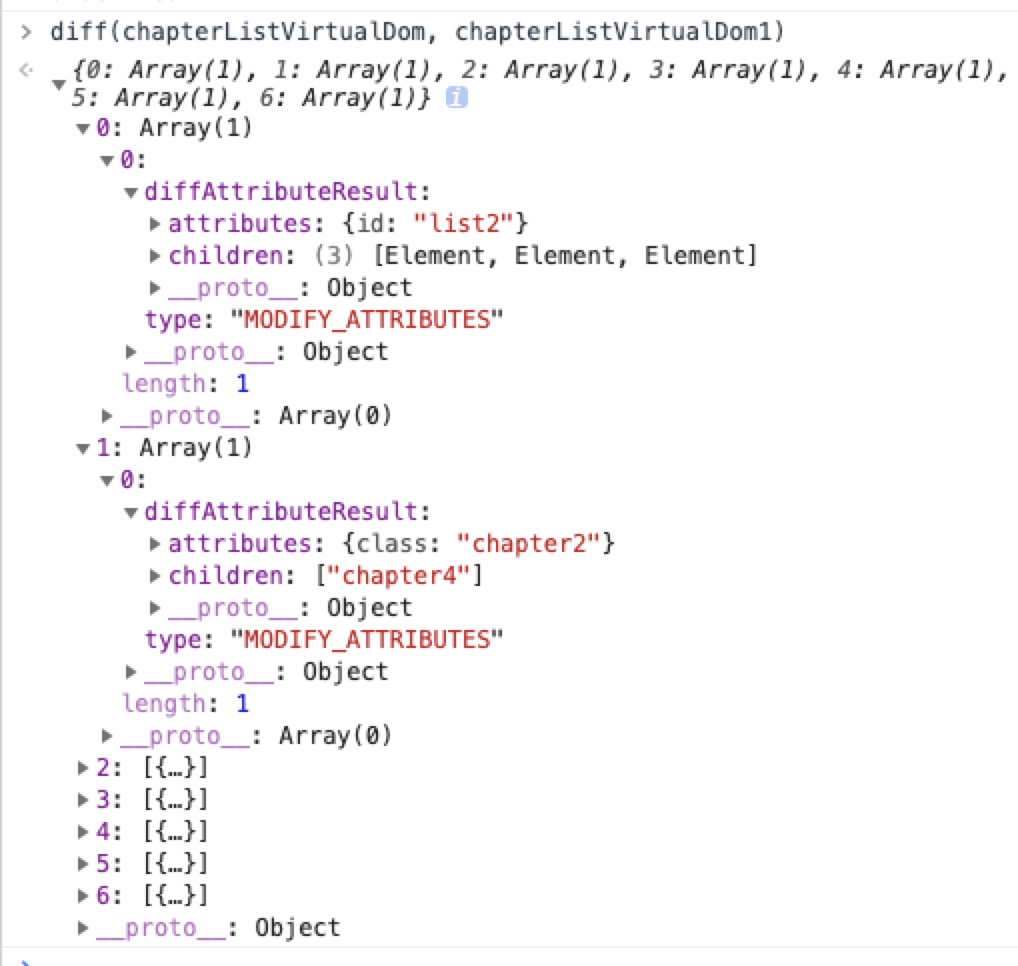 > diff(chapterListVirtualDom, chapterListVirtualDom1)
{0: Array(1), 1: Array(1), 2: Array(1), 3: Array(1), 4: Array(1),
5: Array(1), 6: Array(1)} i
▼0: Array(1)
▼0:
▼diffAttributeResult:
▶attributes: {id: "list2"}
▶children: (3) [Element, Element, Element]
▶__proto__: Object
type: "MODIFY_ATTRIBUTES"
▶__proto__: Object
length: 1
▶__proto__: Array(0)
▼1: Array(1)
▼0:
▼diffAttributeResult:
▶attributes: {class: "chapter2"}
▶children: ["chapter4"]
▶__proto__: Object
type: "MODIFY_ATTRIBUTES"
▶__proto__: Object
length: 1
▶__proto__: Array(0)
▶2: [{…}]
▶3: [{…}]
▶4: [{…}]
▶5: [{…}]
▶6: [{…}]
▶__proto__: Object